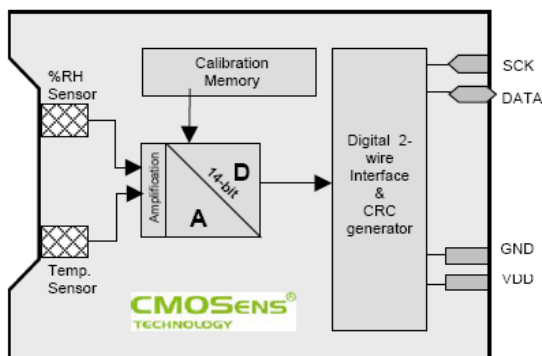 %RH
Sensor
Calibration
Memory
Amplification
14-bit
D
A
Temp.
Sensor
CMOSENS®
TECHNOLOGY
Digital 2-
wire
Interface
&
CRC
generator
SCK
DATA
GND
VDD